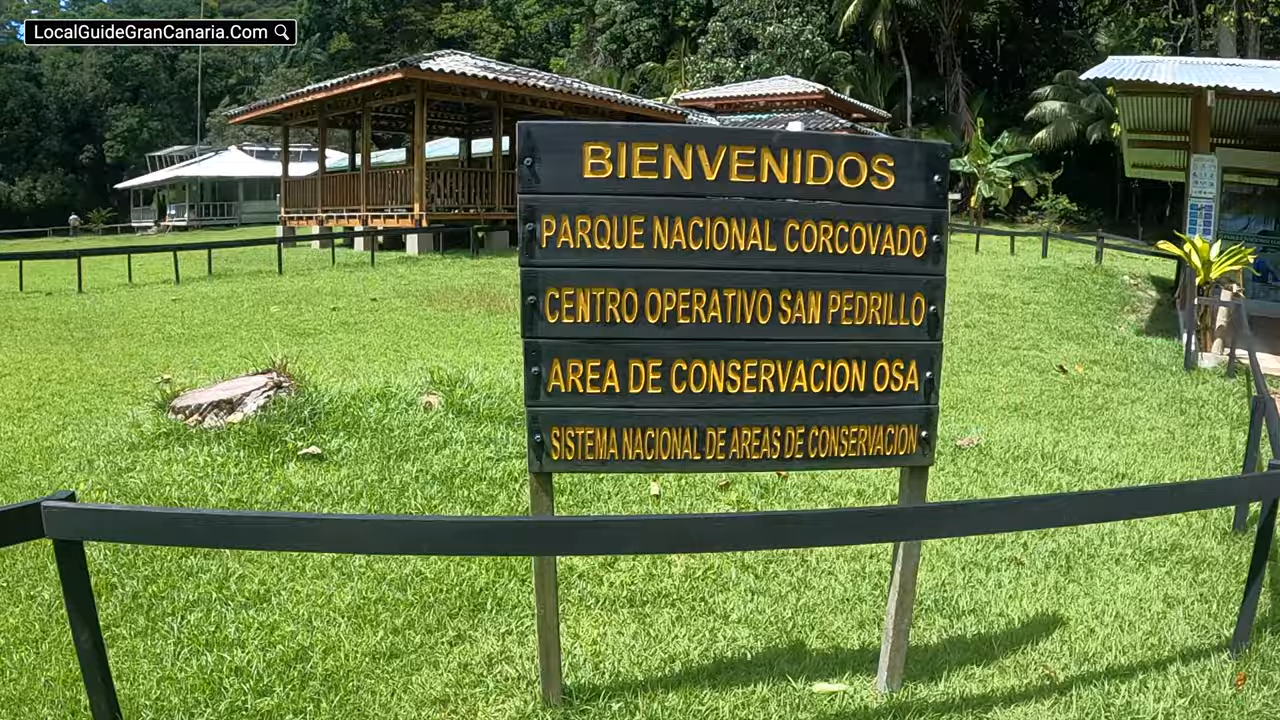 LocalGuideGranCanaria.Com
BIENVENIDOS
PARQUE NACIONAL CORCOVADO
CENTRO OPERATIVO SAN PEDRILLO
AREA DE CONSERVACION OSA
SISTEMA NACIONAL DE AREAS DE CONSERVACION